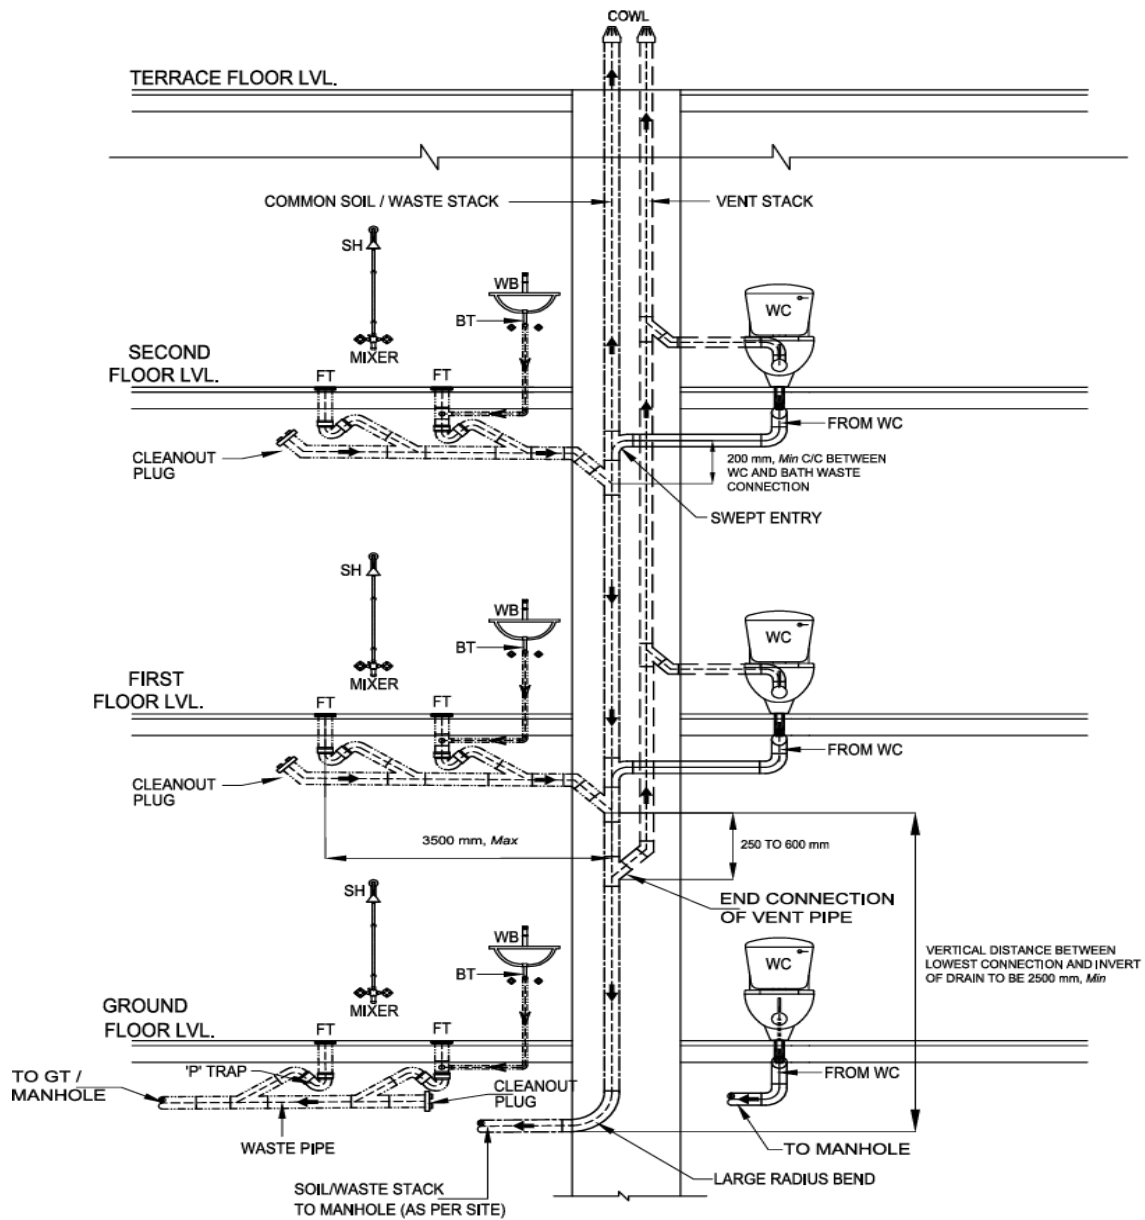 COWL
TERRACE FLOOR LVL.
COMMON SOIL / WASTE STACK
VENT STACK
SH
WB
WC
BT
MIXER
SECOND
FLOOR LVL.
FT
FT
FROM WC
CLEANOUT
PLUG
200 mm, Min C/C BETWEEN
WC AND BATH WASTE
CONNECTION
SWEPT ENTRY
SH
WB
WC
BT
MIXER
FIRST
FLOOR LVL.
FT
FT
FROM WC
CLEANOUT
PLUG
3500 mm, Max
250 TO 600 mm
SH
END CONNECTION
OF VENT PIPE
WB
WC
VERTICAL DISTANCE BETWEEN
LOWEST CONNECTION AND INVERT
OF DRAIN TO BE 2500 mm, Min
BT
MIXER
GROUND
FLOOR LVL.
FT
FT
'P' TRAP
FROM WC
TO GT /
MANHOLE
CLEANOUT
PLUG
WASTE PIPE
TO MANHOLE
LARGE RADIUS BEND
SOIL/WASTE STACK
TO MANHOLE (AS PER SITE)